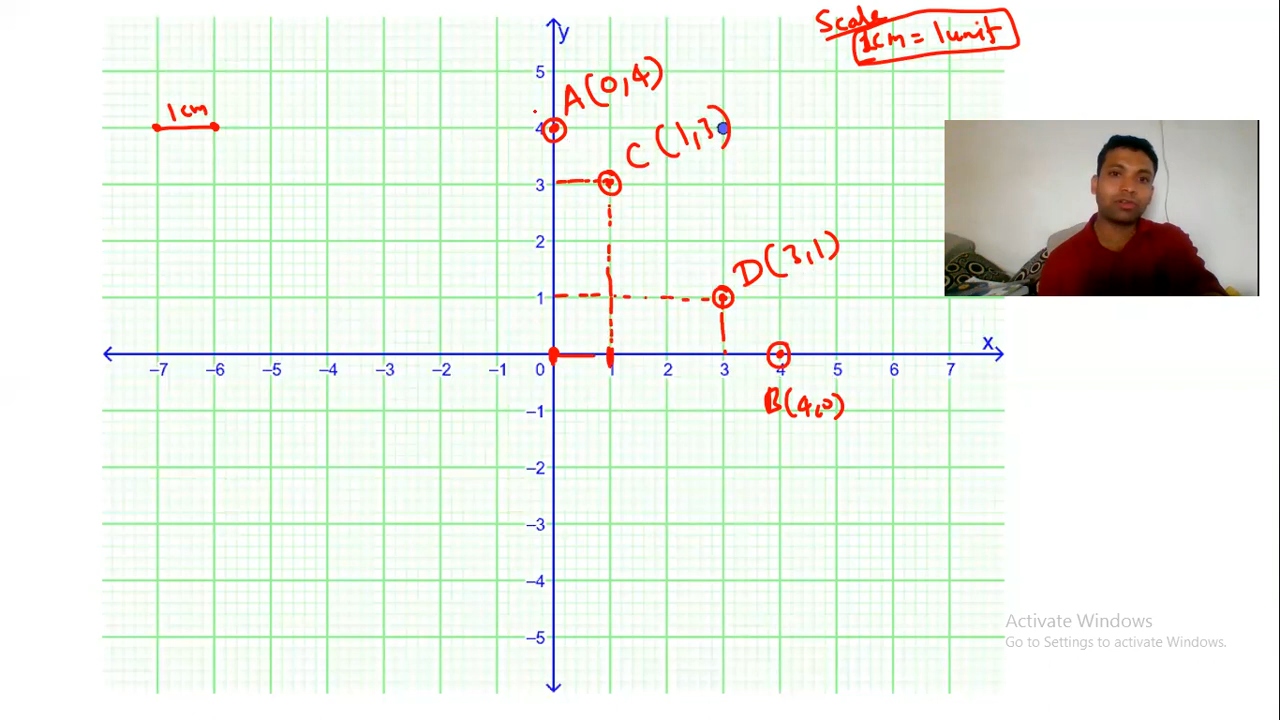 Scale
1cm = 1unit
y
5
A(0,4)
1cm
4
C(1,3)
3
D(3,1)
2
1
x
−7 −6 −5 −4 −3 −2 −1 0 1 2 3 4 5 6 7
B(4,0)
−1
−2
−3
−4
−5
Activate Windows
Go to Settings to activate Windows.